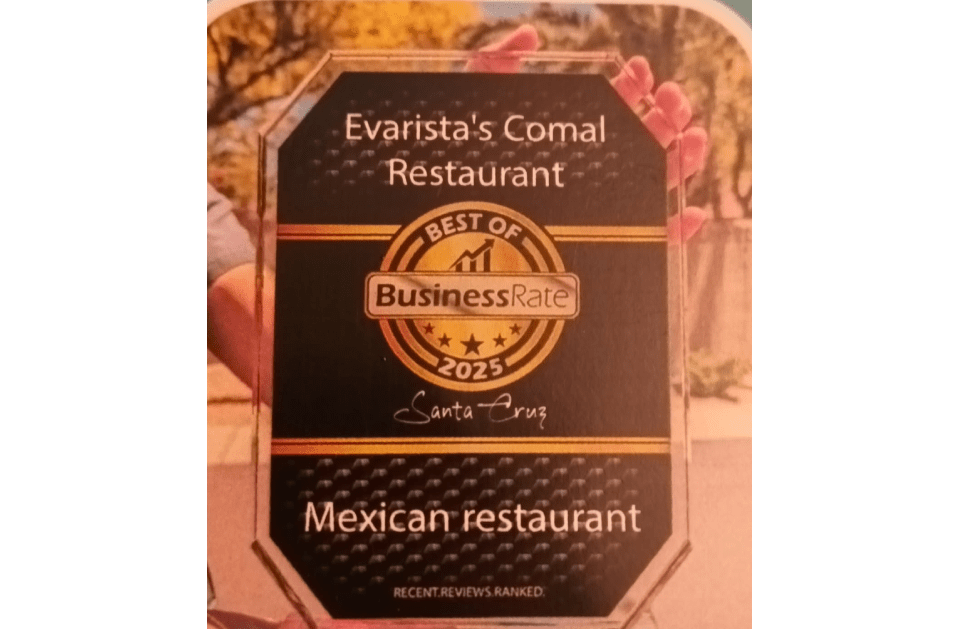 Evarista's Comal
Restaurant
BEST OF
BusinessRate
2025
Santa Cruz
Mexican restaurant
RECENT.REVIEWS.RANKED.